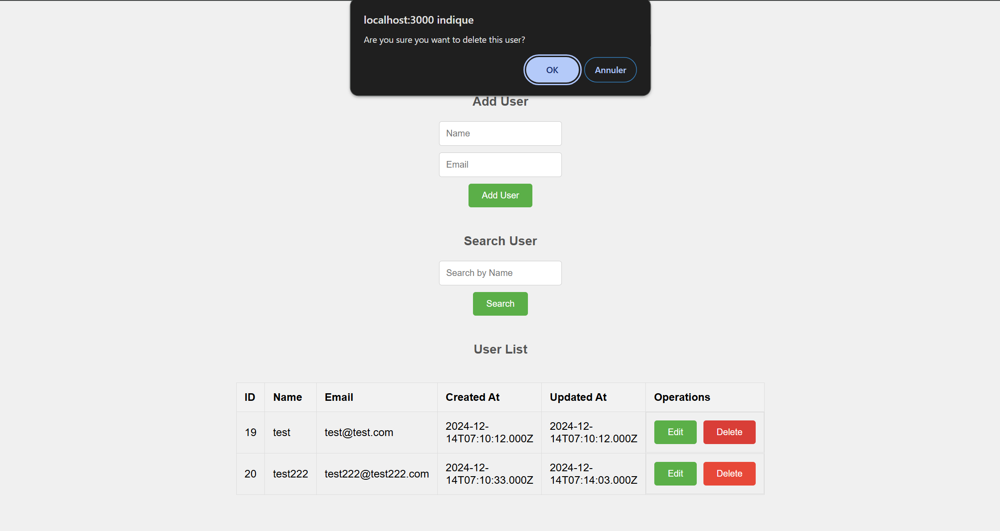 localhost:3000 indique
Are you sure you want to delete this user?
OK Annuler
Add User
Name
Email
Add User
Search User
Search by Name
Search
User List
ID Name Email Created At Updated At Operations
19 test test@test.com 2024-12-14T07:10:12.000Z 2024-12-14T07:10:12.000Z Edit Delete
20 test222 test222@test222.com 2024-12-14T07:10:33.000Z 2024-12-14T07:14:03.000Z Edit Delete